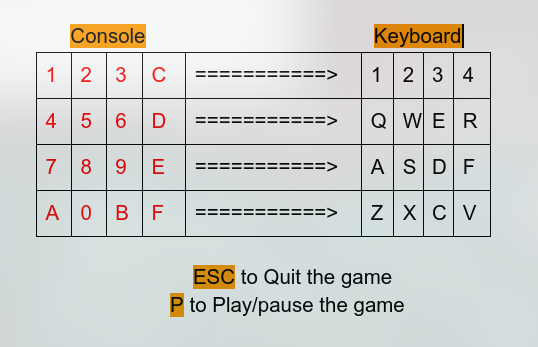 Console Keyboard
1 2 3 C ===========> 1 2 3 4
4 5 6 D ===========> Q W E R
7 8 9 E ===========> A S D F
A 0 B F ===========> Z X C V
ESC to Quit the game
P to Play/pause the game